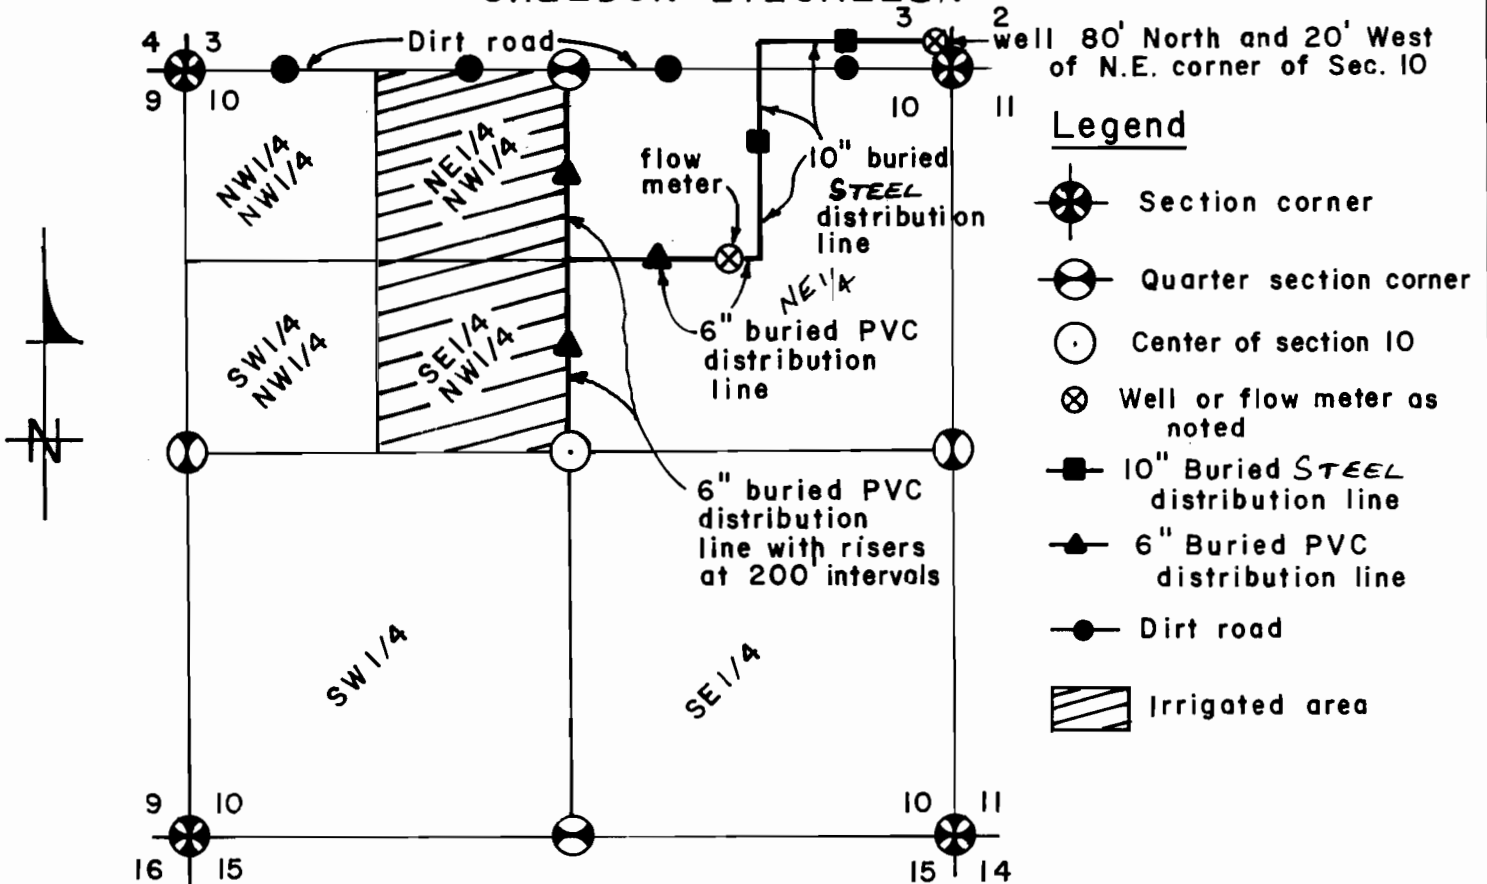 4 3
9 10
Dirt road
3 2
10 11
well 80' North and 20' West
of N.E. corner of Sec. 10
NW1/4
NW1/4
NE1/4
NW1/4
SW1/4
NW1/4
SE1/4
NW1/4
flow
meter
10" buried
STEEL
distribution
line
NE 1/4
6" buried PVC
distribution
line
6" buried PVC
distribution
line with risers
at 200' intervals
N
SW1/4
SE1/4
9 10
16 15
10 11
15 14
Legend
Section corner
Quarter section corner
Center of section 10
Well or flow meter as
noted
10" Buried STEEL
distribution line
6" Buried PVC
distribution line
Dirt road
Irrigated area